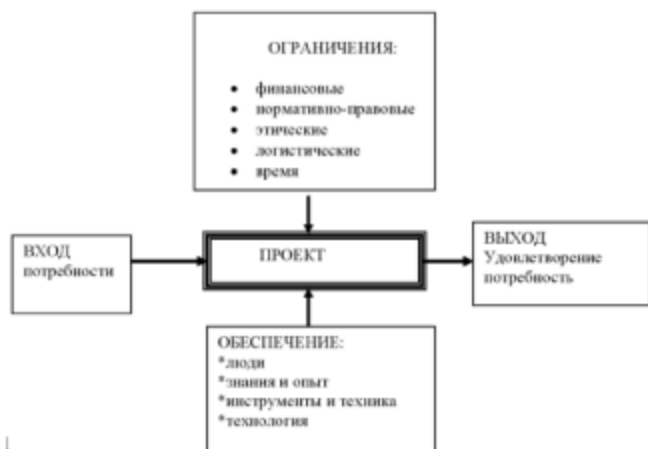 ОГРАНИЧЕНИЯ:
• финансовые
• нормативно-правовые
• этические
• логистические
• время
ВХОД
потребности
ПРОЕКТ
ВЫХОД
Удовлетворение
потребность
ОБЕСПЕЧЕНИЕ:
*люди
*знания и опыт
*инструменты и техника
*технология